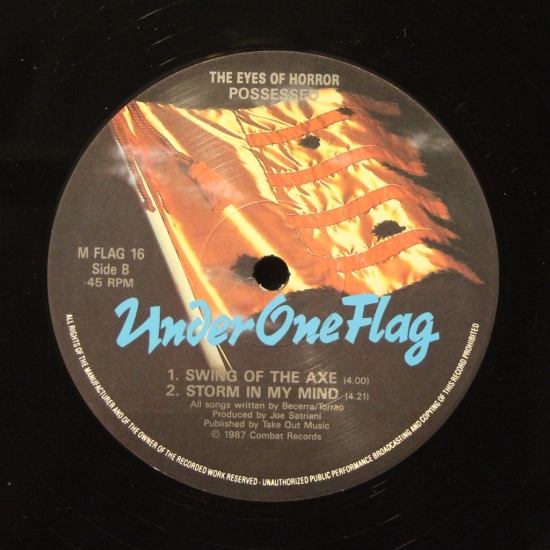 THE EYES OF HORROR
POSSESSED
M FLAG 16
Side B
45 RPM
Under One Flag
1. SWING OF THE AXE (4.00)
2. STORM IN MY MIND (4.21)
All songs written by Becerra/Torrao
Produced by Joe Satriani
Published by Take Out Music
℗ 1987 Combat Records
ALL RIGHTS OF THE MANUFACTURER AND OF THE OWNER OF THE RECORDED WORK RESERVED - UNAUTHORIZED PUBLIC PERFORMANCE BROADCASTING AND COPYING OF THIS RECORD PROHIBITED